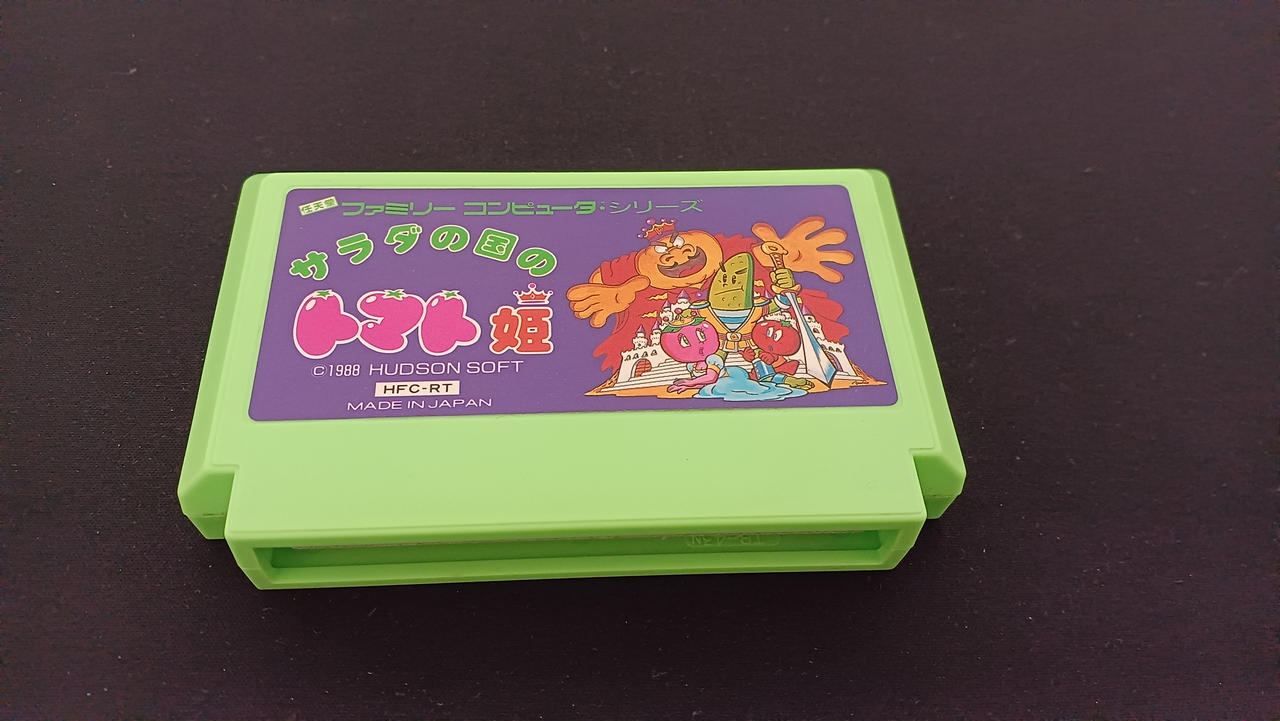 任天堂 ファミリー コンピュータ・シリーズ
サラダの国の
トマト姫
©1988 HUDSON SOFT
HFC-RT
MADE IN JAPAN